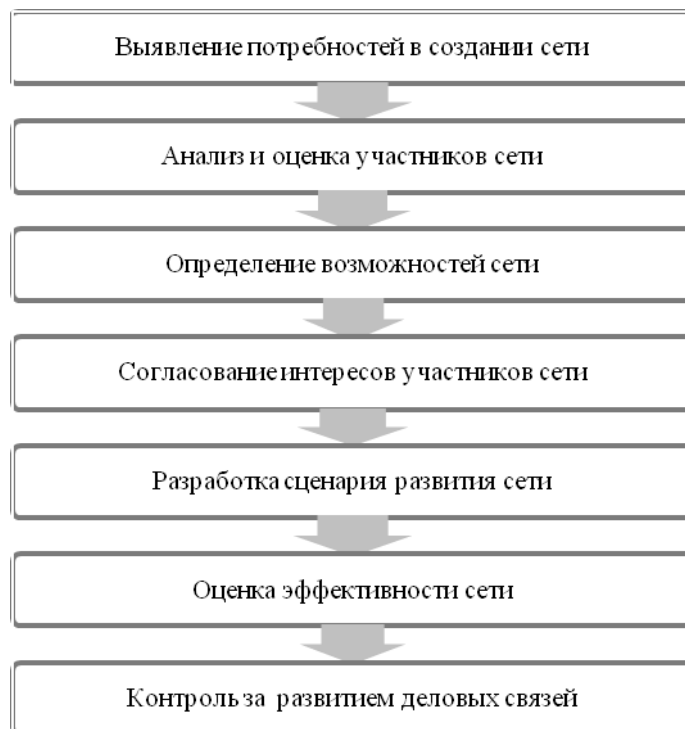 Выявление потребностей в создании сети
Анализ и оценка участников сети
Определение возможностей сети
Согласование интересов участников сети
Разработка сценария развития сети
Оценка эффективности сети
Контроль за развитием деловых связей